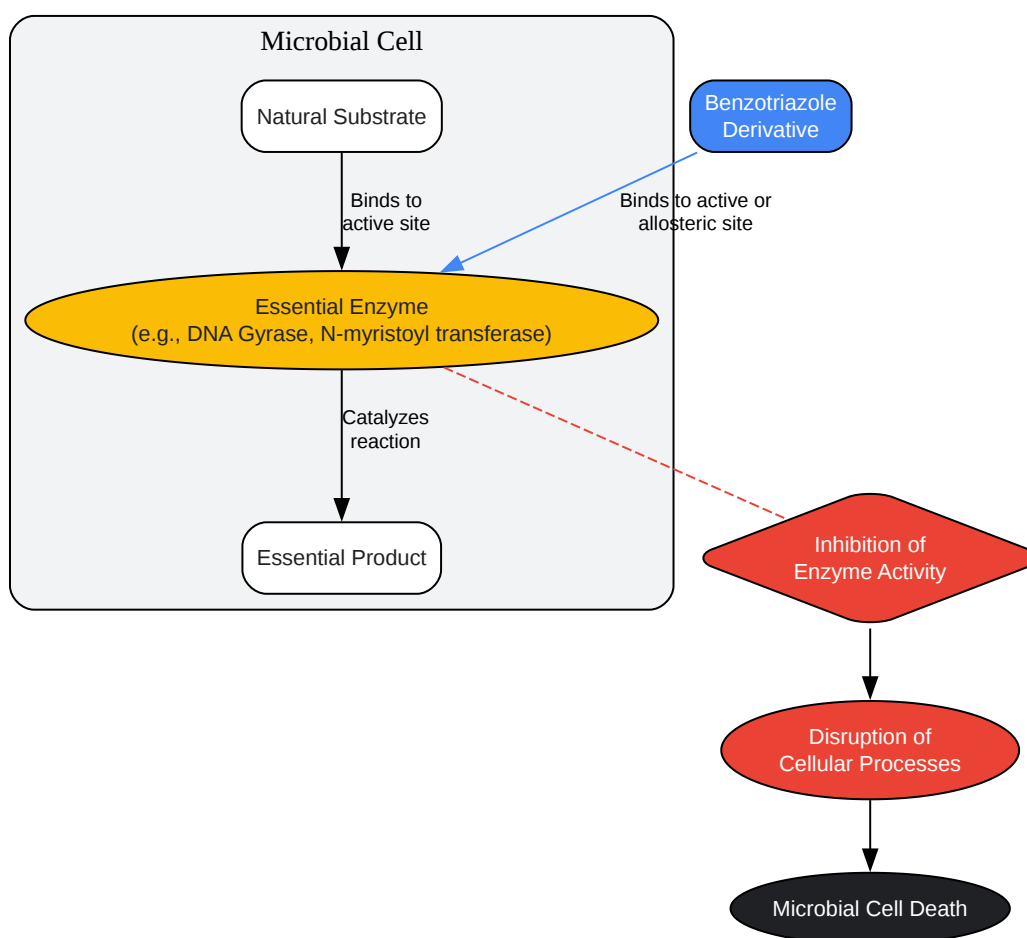 Microbial Cell
Natural Substrate
Benzotriazole
Derivative
Binds to
active site
Binds to active or
allosteric site
Essential Enzyme
(e.g., DNA Gyrase, N-myristoyl transferase)
Catalyzes
reaction
Essential Product
Inhibition of
Enzyme Activity
Disruption of
Cellular Processes
Microbial Cell Death